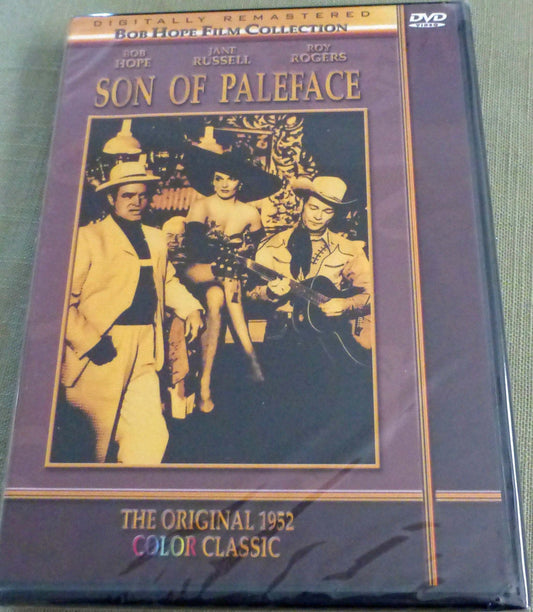 DIGITALLY REMASTERED
BOB HOPE FILM COLLECTION
DVD
VIDEO
BOB HOPE
JANE RUSSELL
ROY ROGERS
SON OF PALEFACE
THE ORIGINAL 1952
COLOR CLASSIC